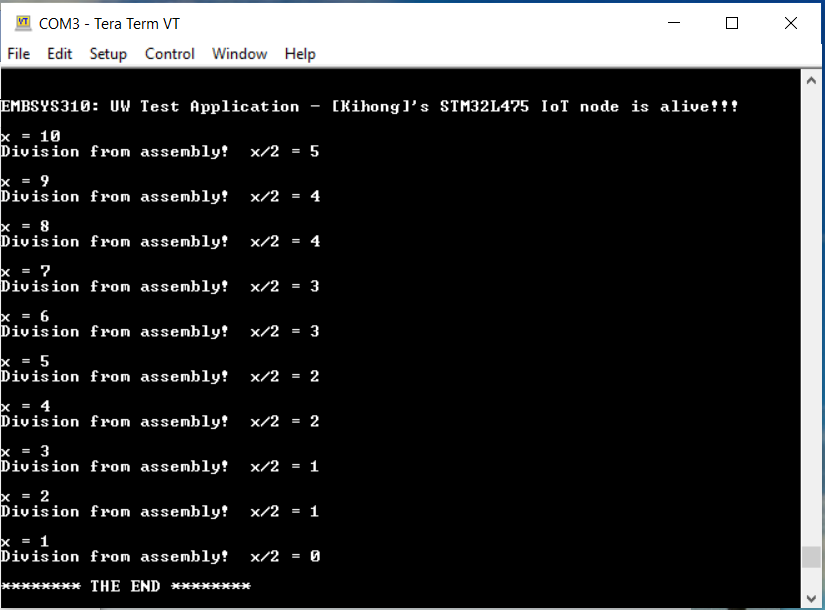 COM3 - Tera Term VT
File Edit Setup Control Window Help
EMBSYS310: UW Test Application - [Kihong]'s STM32L475 IoT node is alive!!!
x = 10
Division from assembly!  x/2 = 5
x = 9
Division from assembly!  x/2 = 4
x = 8
Division from assembly!  x/2 = 4
x = 7
Division from assembly!  x/2 = 3
x = 6
Division from assembly!  x/2 = 3
x = 5
Division from assembly!  x/2 = 2
x = 4
Division from assembly!  x/2 = 2
x = 3
Division from assembly!  x/2 = 1
x = 2
Division from assembly!  x/2 = 1
x = 1
Division from assembly!  x/2 = 0
******** THE END ********